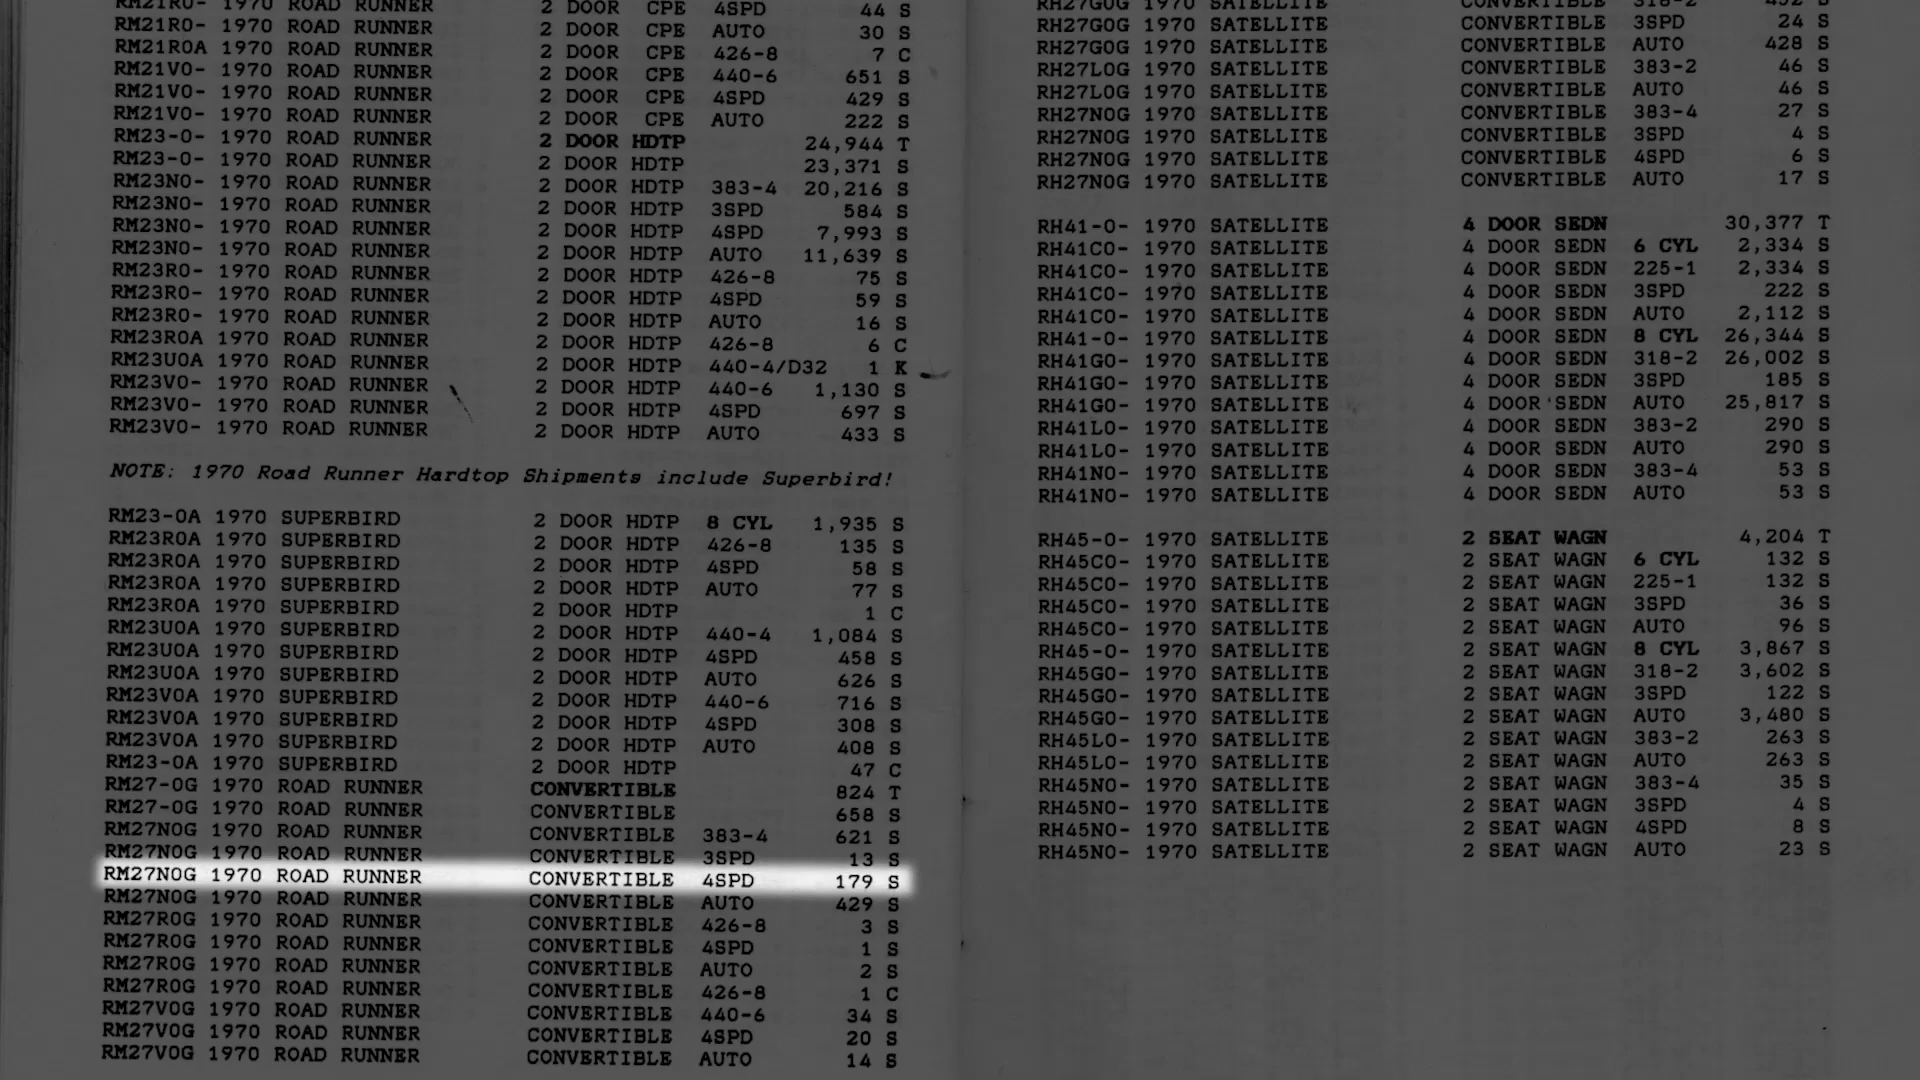 RM21R0- 1970 ROAD RUNNER 2 DOOR CPE 4SPD 44 S
RM21R0- 1970 ROAD RUNNER 2 DOOR CPE AUTO 30 S
RM21R0A 1970 ROAD RUNNER 2 DOOR CPE 426-8 7 C
RM21V0- 1970 ROAD RUNNER 2 DOOR CPE 440-6 651 S
RM21V0- 1970 ROAD RUNNER 2 DOOR CPE 4SPD 429 S
RM21V0- 1970 ROAD RUNNER 2 DOOR CPE AUTO 222 S
RM23-0- 1970 ROAD RUNNER 2 DOOR HDTP 24,944 T
RM23-0- 1970 ROAD RUNNER 2 DOOR HDTP 23,371 S
RM23N0- 1970 ROAD RUNNER 2 DOOR HDTP 383-4 20,216 S
RM23N0- 1970 ROAD RUNNER 2 DOOR HDTP 3SPD 584 S
RM23N0- 1970 ROAD RUNNER 2 DOOR HDTP 4SPD 7,993 S
RM23N0- 1970 ROAD RUNNER 2 DOOR HDTP AUTO 11,639 S
RM23R0- 1970 ROAD RUNNER 2 DOOR HDTP 426-8 75 S
RM23R0- 1970 ROAD RUNNER 2 DOOR HDTP 4SPD 59 S
RM23R0- 1970 ROAD RUNNER 2 DOOR HDTP AUTO 16 S
RM23R0A 1970 ROAD RUNNER 2 DOOR HDTP 426-8 6 C
RM23U0A 1970 ROAD RUNNER 2 DOOR HDTP 440-4/D32 1 K
RM23V0- 1970 ROAD RUNNER 2 DOOR HDTP 440-6 1,130 S
RM23V0- 1970 ROAD RUNNER 2 DOOR HDTP 4SPD 697 S
RM23V0- 1970 ROAD RUNNER 2 DOOR HDTP AUTO 433 S
NOTE: 1970 Road Runner Hardtop Shipments include Superbird!
RM23-0A 1970 SUPERBIRD 2 DOOR HDTP 8 CYL 1,935 S
RM23R0A 1970 SUPERBIRD 2 DOOR HDTP 426-8 135 S
RM23R0A 1970 SUPERBIRD 2 DOOR HDTP 4SPD 58 S
RM23R0A 1970 SUPERBIRD 2 DOOR HDTP AUTO 77 S
RM23R0A 1970 SUPERBIRD 2 DOOR HDTP 1 C
RM23U0A 1970 SUPERBIRD 2 DOOR HDTP 440-4 1,084 S
RM23U0A 1970 SUPERBIRD 2 DOOR HDTP 4SPD 458 S
RM23U0A 1970 SUPERBIRD 2 DOOR HDTP AUTO 626 S
RM23V0A 1970 SUPERBIRD 2 DOOR HDTP 440-6 716 S
RM23V0A 1970 SUPERBIRD 2 DOOR HDTP 4SPD 308 S
RM23V0A 1970 SUPERBIRD 2 DOOR HDTP AUTO 408 S
RM23-0A 1970 SUPERBIRD 2 DOOR HDTP 47 C
RM27-0G 1970 ROAD RUNNER CONVERTIBLE 824 T
RM27-0G 1970 ROAD RUNNER CONVERTIBLE 658 S
RM27N0G 1970 ROAD RUNNER CONVERTIBLE 383-4 621 S
RM27N0G 1970 ROAD RUNNER CONVERTIBLE 3SPD 13 S
RM27N0G 1970 ROAD RUNNER CONVERTIBLE 4SPD 179 S
RM27N0G 1970 ROAD RUNNER CONVERTIBLE AUTO 429 S
RM27R0G 1970 ROAD RUNNER CONVERTIBLE 426-8 3 S
RM27R0G 1970 ROAD RUNNER CONVERTIBLE 4SPD 1 S
RM27R0G 1970 ROAD RUNNER CONVERTIBLE AUTO 2 S
RM27R0G 1970 ROAD RUNNER CONVERTIBLE 426-8 1 C
RM27V0G 1970 ROAD RUNNER CONVERTIBLE 440-6 34 S
RM27V0G 1970 ROAD RUNNER CONVERTIBLE 4SPD 20 S
RM27V0G 1970 ROAD RUNNER CONVERTIBLE AUTO 14 S
RH27G0G 1970 SATELLITE CONVERTIBLE 318-2 452 S
RH27G0G 1970 SATELLITE CONVERTIBLE 3SPD 24 S
RH27G0G 1970 SATELLITE CONVERTIBLE AUTO 428 S
RH27L0G 1970 SATELLITE CONVERTIBLE 383-2 46 S
RH27L0G 1970 SATELLITE CONVERTIBLE AUTO 46 S
RH27N0G 1970 SATELLITE CONVERTIBLE 383-4 27 S
RH27N0G 1970 SATELLITE CONVERTIBLE 3SPD 4 S
RH27N0G 1970 SATELLITE CONVERTIBLE 4SPD 6 S
RH27N0G 1970 SATELLITE CONVERTIBLE AUTO 17 S
RH41-0- 1970 SATELLITE 4 DOOR SEDN 30,377 T
RH41C0- 1970 SATELLITE 4 DOOR SEDN 6 CYL 2,334 S
RH41C0- 1970 SATELLITE 4 DOOR SEDN 225-1 2,334 S
RH41C0- 1970 SATELLITE 4 DOOR SEDN 3SPD 222 S
RH41C0- 1970 SATELLITE 4 DOOR SEDN AUTO 2,112 S
RH41-0- 1970 SATELLITE 4 DOOR SEDN 8 CYL 26,344 S
RH41G0- 1970 SATELLITE 4 DOOR SEDN 318-2 26,002 S
RH41G0- 1970 SATELLITE 4 DOOR SEDN 3SPD 185 S
RH41G0- 1970 SATELLITE 4 DOOR SEDN AUTO 25,817 S
RH41L0- 1970 SATELLITE 4 DOOR SEDN 383-2 290 S
RH41L0- 1970 SATELLITE 4 DOOR SEDN AUTO 290 S
RH41N0- 1970 SATELLITE 4 DOOR SEDN 383-4 53 S
RH41N0- 1970 SATELLITE 4 DOOR SEDN AUTO 53 S
RH45-0- 1970 SATELLITE 2 SEAT WAGN 4,204 T
RH45C0- 1970 SATELLITE 2 SEAT WAGN 6 CYL 132 S
RH45C0- 1970 SATELLITE 2 SEAT WAGN 225-1 132 S
RH45C0- 1970 SATELLITE 2 SEAT WAGN 3SPD 36 S
RH45C0- 1970 SATELLITE 2 SEAT WAGN AUTO 96 S
RH45-0- 1970 SATELLITE 2 SEAT WAGN 8 CYL 3,867 S
RH45G0- 1970 SATELLITE 2 SEAT WAGN 318-2 3,602 S
RH45G0- 1970 SATELLITE 2 SEAT WAGN 3SPD 122 S
RH45G0- 1970 SATELLITE 2 SEAT WAGN AUTO 3,480 S
RH45L0- 1970 SATELLITE 2 SEAT WAGN 383-2 263 S
RH45L0- 1970 SATELLITE 2 SEAT WAGN AUTO 263 S
RH45N0- 1970 SATELLITE 2 SEAT WAGN 383-4 35 S
RH45N0- 1970 SATELLITE 2 SEAT WAGN 3SPD 4 S
RH45N0- 1970 SATELLITE 2 SEAT WAGN 4SPD 8 S
RH45N0- 1970 SATELLITE 2 SEAT WAGN AUTO 23 S